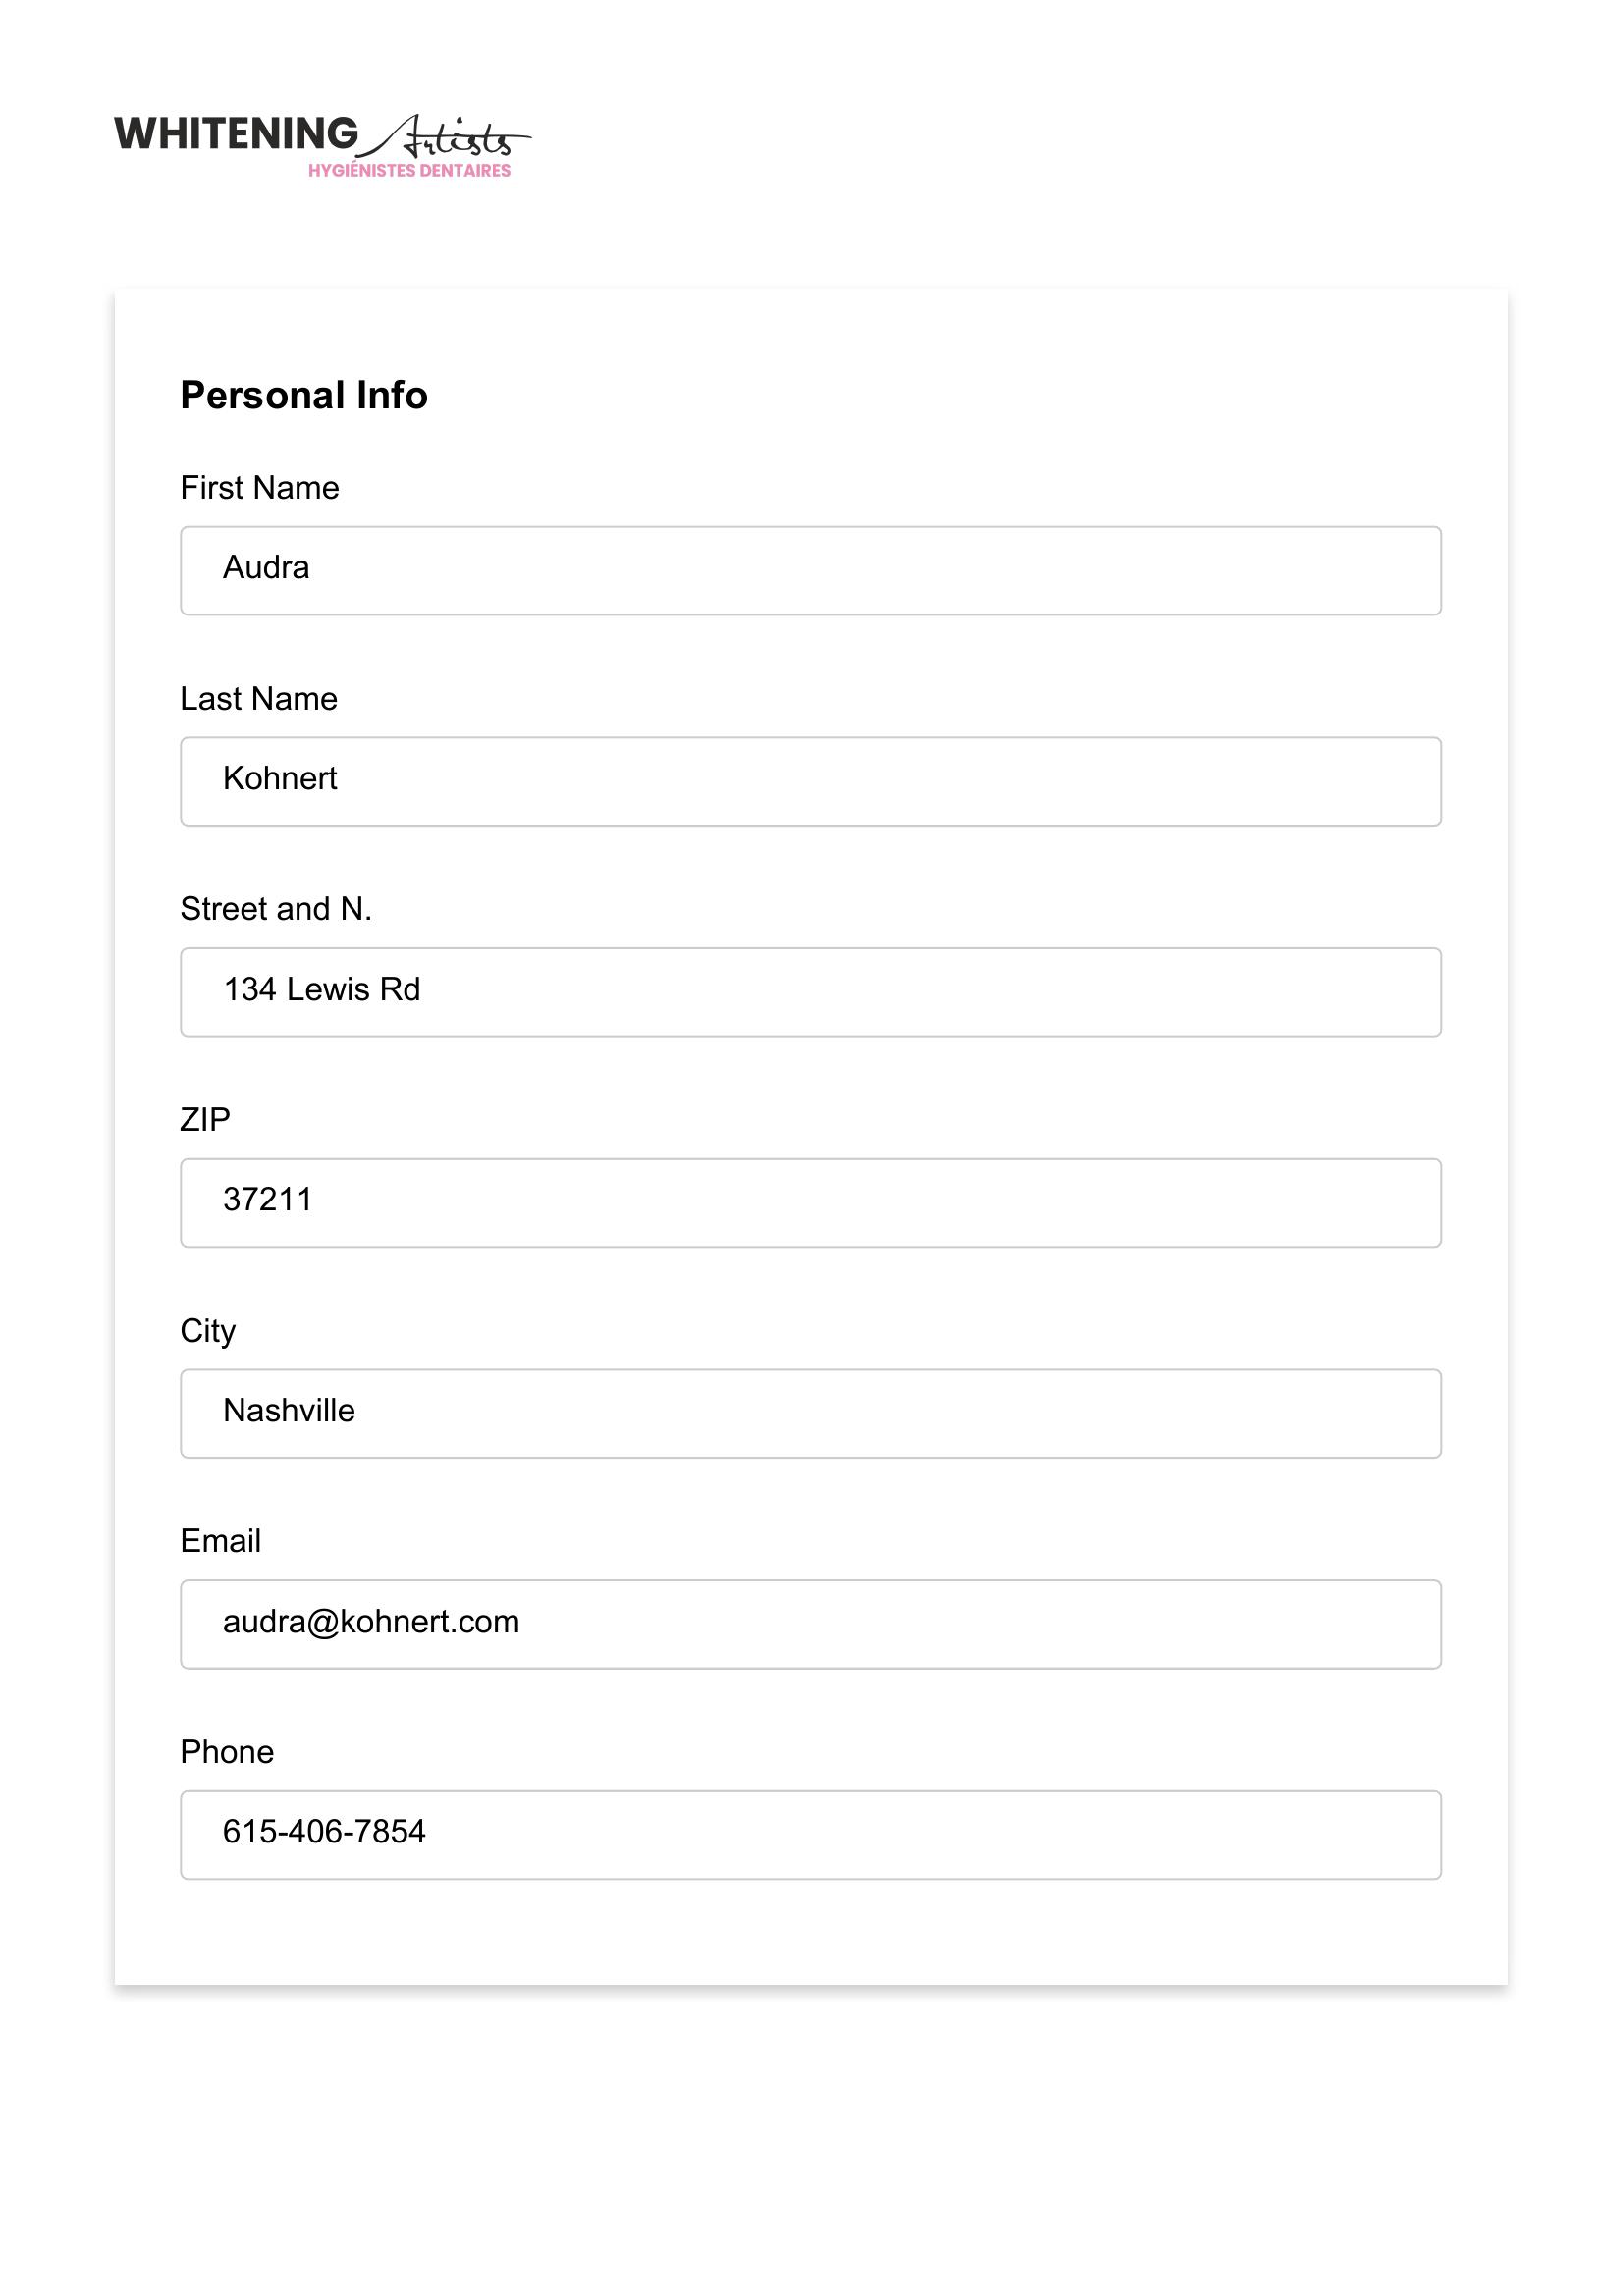 WHITENING Artists
HYGIÉNISTES DENTAIRES
Personal Info
First Name
Audra
Last Name
Kohnert
Street and N.
134 Lewis Rd
ZIP
37211
City
Nashville
Email
audra@kohnert.com
Phone
615-406-7854